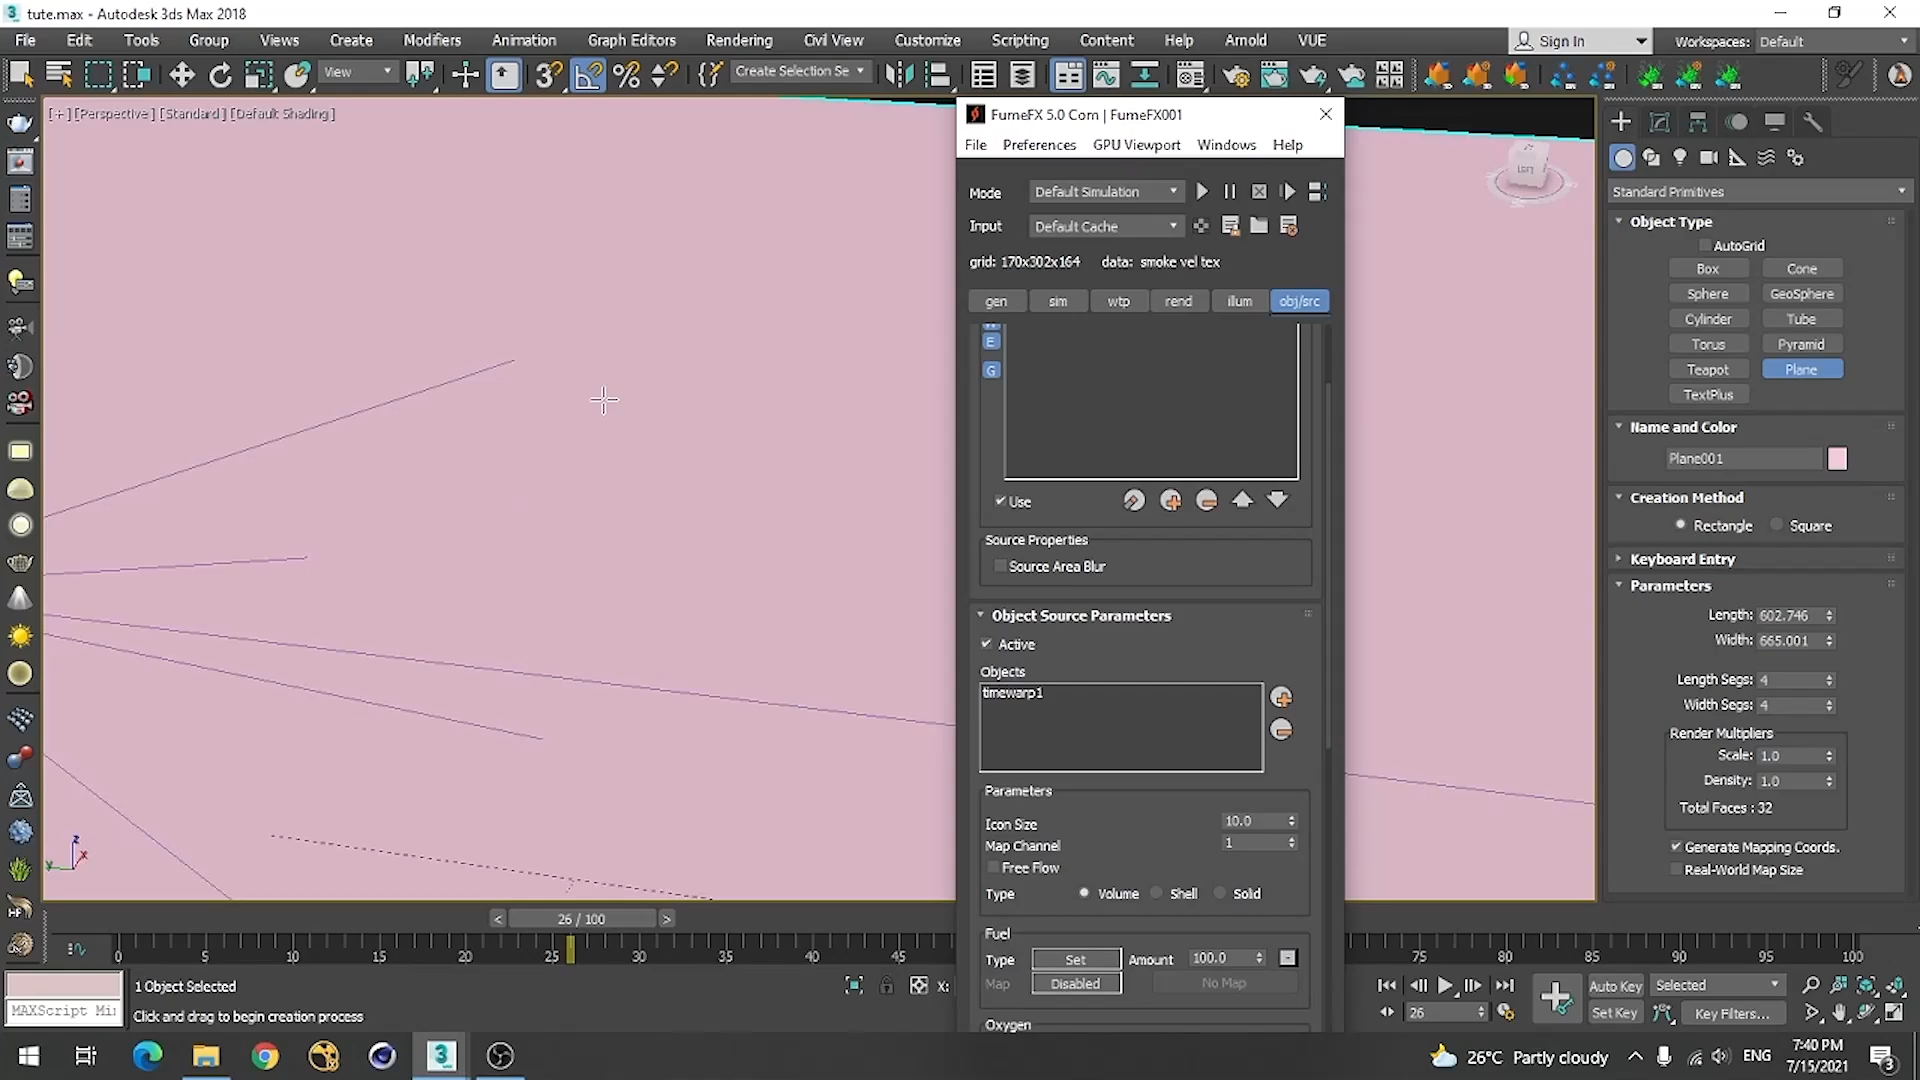 tute.max - Autodesk 3ds Max 2018
File Edit Tools Group Views Create Modifiers Animation Graph Editors Rendering Civil View Customize Scripting Content Help Arnold VUE Sign In Workspaces: Default
View Create Selection Se
[+] [Perspective] [Standard] [Default Shading]
FumeFX 5.0 Com | FumeFX001
File Preferences GPU Viewport Windows Help
Mode Default Simulation
Input Default Cache
grid: 170x302x164 data: smoke vel tex
gen sim wtp rend illum obj/src
E
G
Use
Source Properties
Source Area Blur
Object Source Parameters
Active
Objects
timewarp1
Parameters
Icon Size 10.0
Map Channel 1
Free Flow
Type Volume Shell Solid
Fuel
Type Set Amount 100.0
Map Disabled No Map
Oxygen
LEFT
Standard Primitives
Object Type
AutoGrid
Box Cone
Sphere GeoSphere
Cylinder Tube
Torus Pyramid
Teapot Plane
TextPlus
Name and Color
Plane001
Creation Method
Rectangle Square
Keyboard Entry
Parameters
Length: 602.746
Width: 665.001
Length Segs: 4
Width Segs: 4
Render Multipliers
Scale: 1.0
Density: 1.0
Total Faces : 32
Generate Mapping Coords.
Real-World Map Size
z
y x
< 26 / 100 >
0 5 10 15 20 25 30 35 40 45 75 80 85 90 95 100
1 Object Selected X: Auto Key Selected
MAXScript Mi Click and drag to begin creation process 26 Set Key Key Filters...
26°C Partly cloudy ENG 7:40 PM
7/15/2021 3